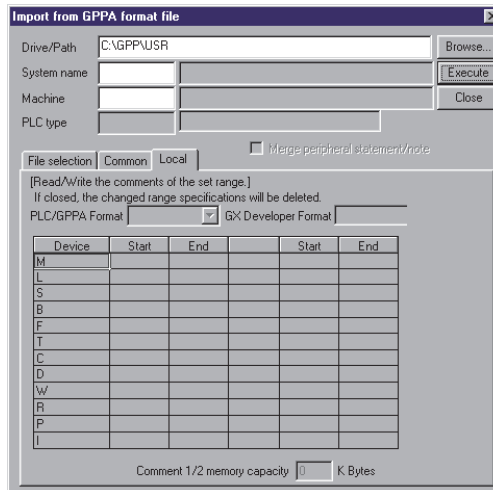 Import from GPPA format file
Drive/Path C:\GPP\USR Browse...
System name Execute
Machine Close
PLC type
Merge peripheral statement/note
File selection Common Local
[Read/Write the comments of the set range.]
If closed, the changed range specifications will be deleted.
PLC/GPPA Format GX Developer Format
Device Start End Start End
M
L
S
B
F
T
C
D
W
R
P
I
Comment 1/2 memory capacity 0 K Bytes